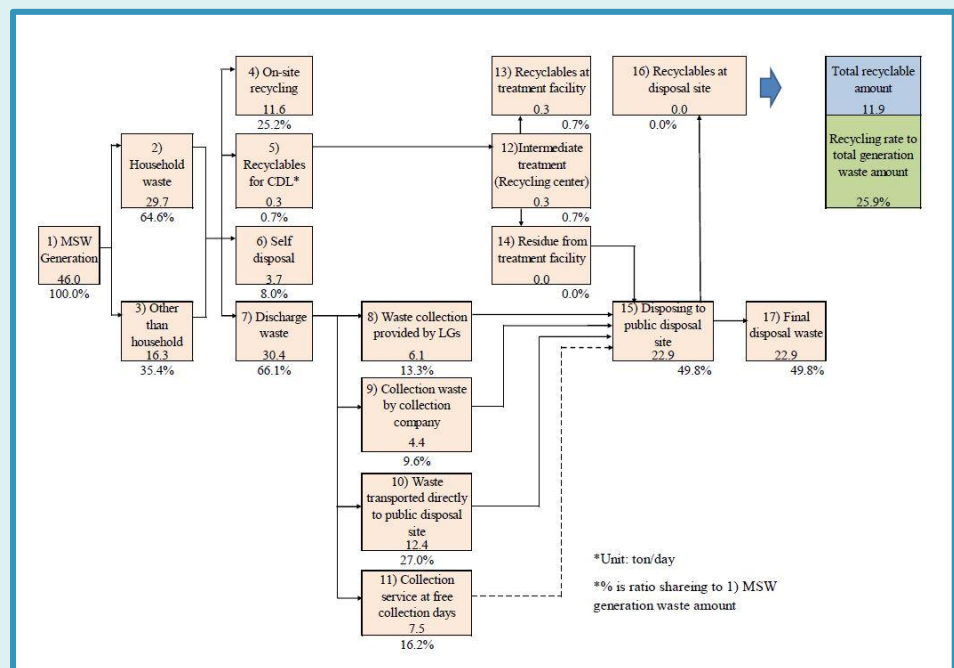 1) MSW
Generation
46.0
100.0%
2)
Household
waste
29.7
64.6%
3) Other
than
household
16.3
35.4%
4) On-site
recycling
11.6
25.2%
5)
Recyclables
for CDL*
0.3
0.7%
6) Self
disposal
3.7
8.0%
7) Discharge
waste
30.4
66.1%
8) Waste collection
provided by LGs
6.1
13.3%
9) Collection waste
by collection
company
4.4
9.6%
10) Waste
transported directly
to public disposal
site
12.4
27.0%
11) Collection
service at free
collection days
7.5
16.2%
13) Recyclables at
treatment facility
0.3
0.7%
12)Intermediate
treatment
(Recycling center)
0.3
0.7%
14) Residue from
treatment facility
0.0
0.0%
16) Recyclables at
disposal site
0.0
0.0%
15) Disposing to
public disposal
site
22.9
49.8%
17) Final
disposal waste
22.9
49.8%
Total recyclable
amount
11.9
Recycling rate to
total generation
waste amount
25.9%
*Unit: ton/day
*% is ratio shareing to 1) MSW
generation waste amount